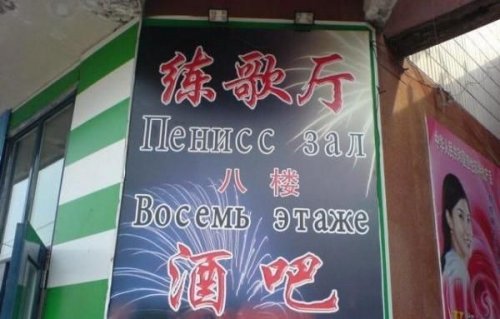 练歌厅
Пенисс зал
八楼
Восемь этаже
酒吧